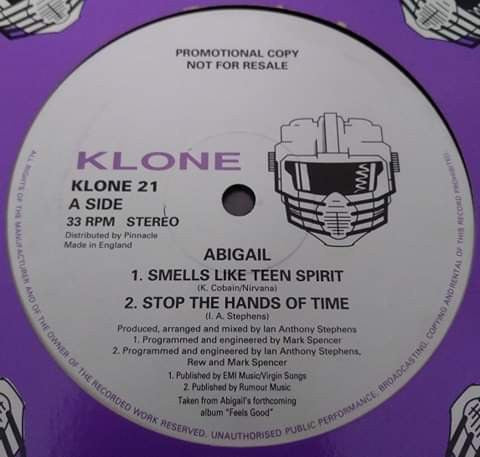 PROMOTIONAL COPY
NOT FOR RESALE
KLONE
KLONE 21
A SIDE
33 RPM STEREO
Distributed by Pinnacle
Made in England
ABIGAIL
1. SMELLS LIKE TEEN SPIRIT
(K. Cobain/Nirvana)
2. STOP THE HANDS OF TIME
(I. A. Stephens)
Produced, arranged and mixed by Ian Anthony Stephens
1. Programmed and engineered by Mark Spencer
2. Programmed and engineered by Ian Anthony Stephens,
Rew and Mark Spencer
1. Published by EMI Music/Virgin Songs
2. Published by Rumour Music
Taken from Abigail's forthcoming
album "Feels Good"
ALL RIGHTS OF THE MANUFACTURER AND OF THE OWNER OF THE RECORDED WORK RESERVED. UNAUTHORISED PUBLIC PERFORMANCE, BROADCASTING, COPYING AND RENTAL OF THIS RECORD PROHIBITED.